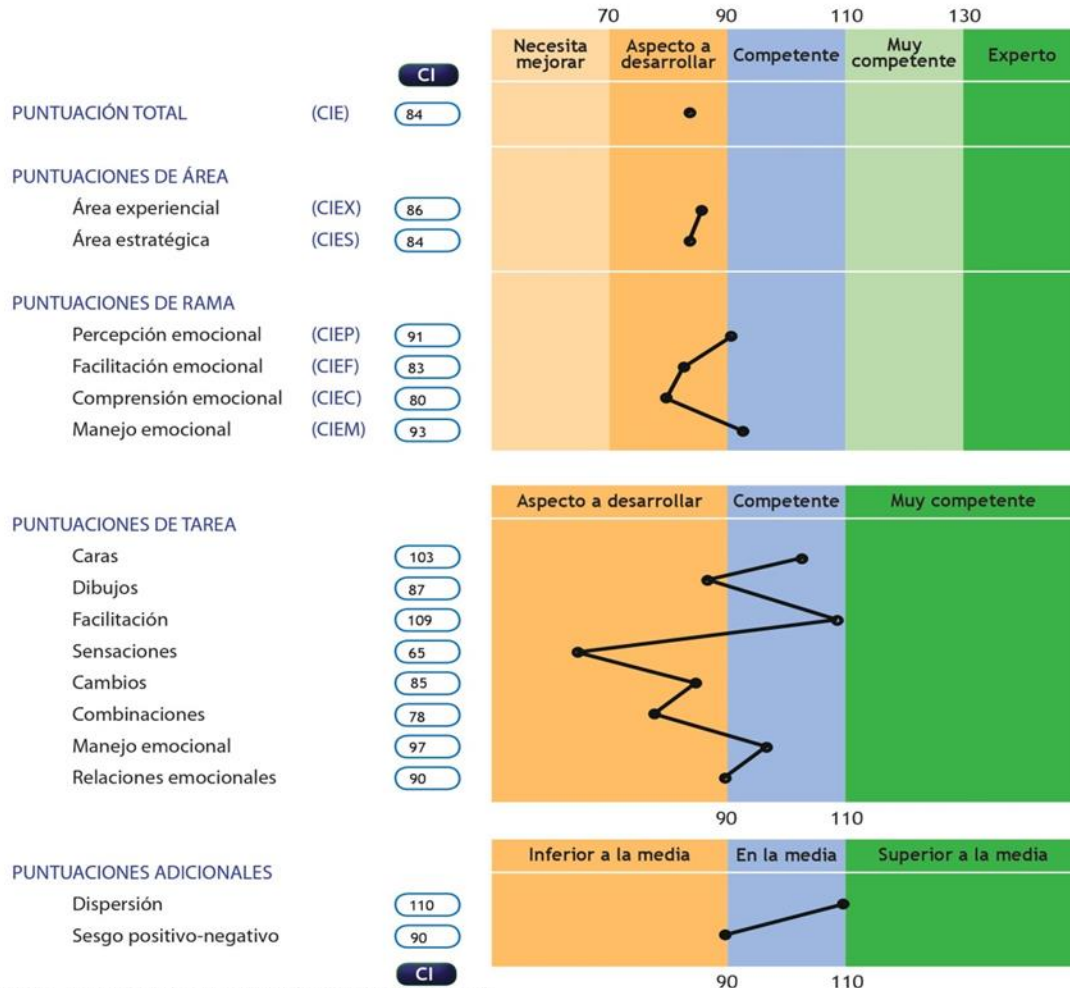 70 90 110 130
Necesita mejorar Aspecto a desarrollar Competente Muy competente Experto
CI
PUNTUACIÓN TOTAL (CIE) 84
PUNTUACIONES DE ÁREA
Área experiencial (CIEX) 86
Área estratégica (CIES) 84
PUNTUACIONES DE RAMA
Percepción emocional (CIEP) 91
Facilitación emocional (CIEF) 83
Comprensión emocional (CIEC) 80
Manejo emocional (CIEM) 93
Aspecto a desarrollar Competente Muy competente
PUNTUACIONES DE TAREA
Caras 103
Dibujos 87
Facilitación 109
Sensaciones 65
Cambios 85
Combinaciones 78
Manejo emocional 97
Relaciones emocionales 90
90 110
Inferior a la media En la media Superior a la media
PUNTUACIONES ADICIONALES
Dispersión 110
Sesgo positivo-negativo 90
CI
90 110